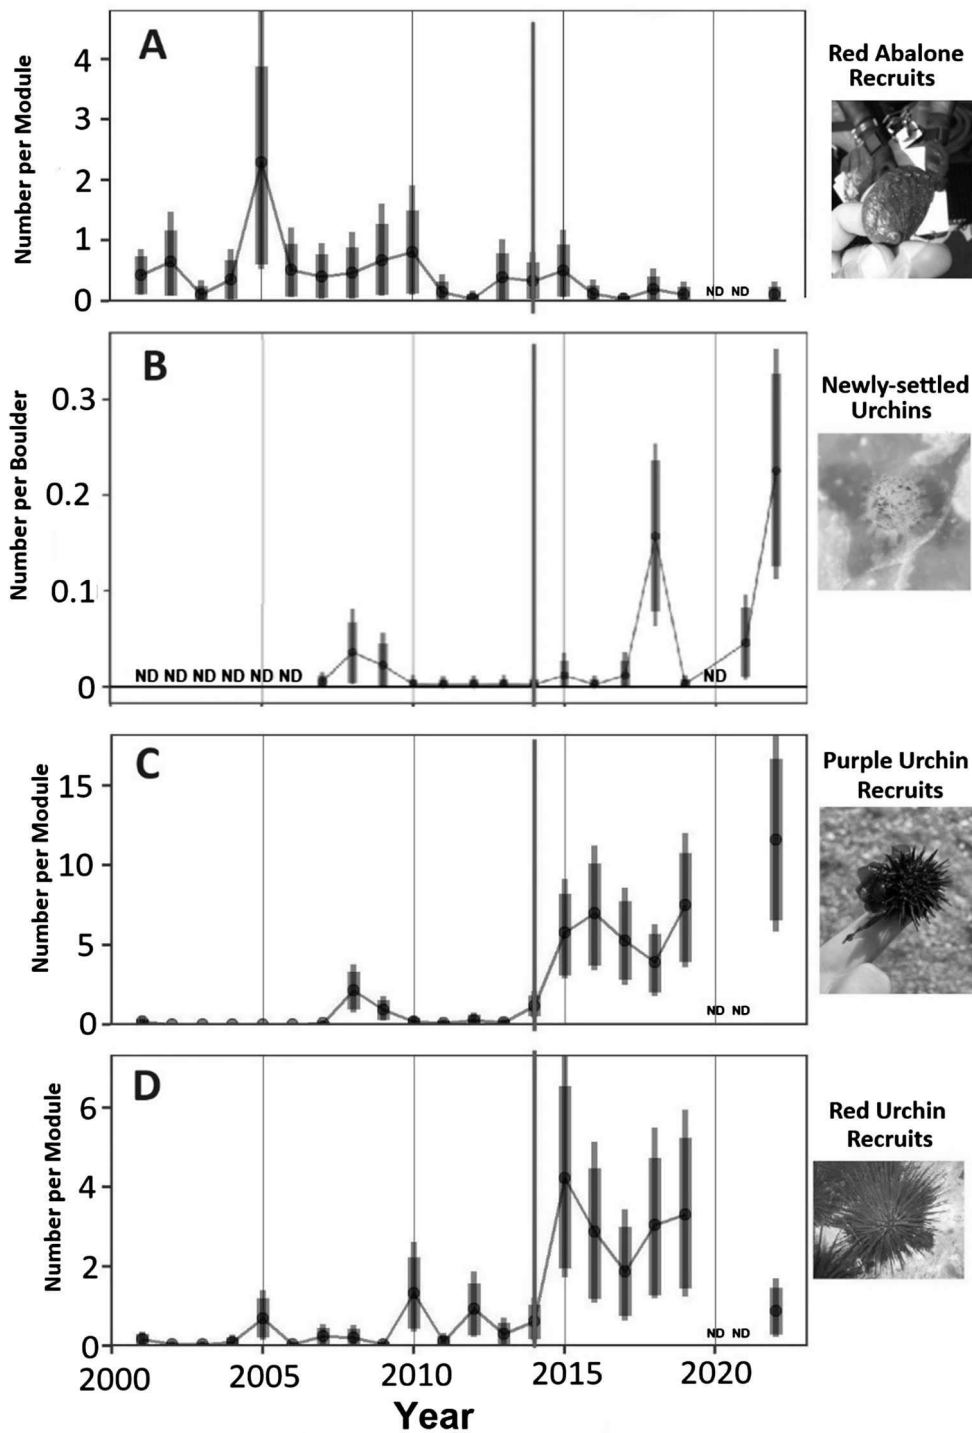 A
Number per Module
4
3
2
1
0
ND ND
Red Abalone
Recruits
B
Number per Boulder
0.3
0.2
0.1
0
ND ND ND ND ND ND
ND
Newly-settled
Urchins
C
Number per Module
15
10
5
0
ND ND
Purple Urchin
Recruits
D
Number per Module
6
4
2
0
ND ND
Red Urchin
Recruits
2000 2005 2010 2015 2020
Year